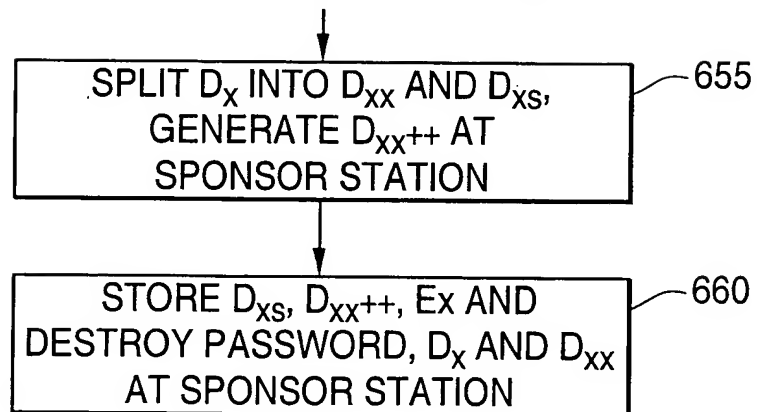 SPLIT Dx INTO Dxx AND Dxs,
GENERATE Dxx++ AT
SPONSOR STATION
655
STORE Dxs, Dxx++, Ex AND
DESTROY PASSWORD, Dx AND Dxx
AT SPONSOR STATION
660